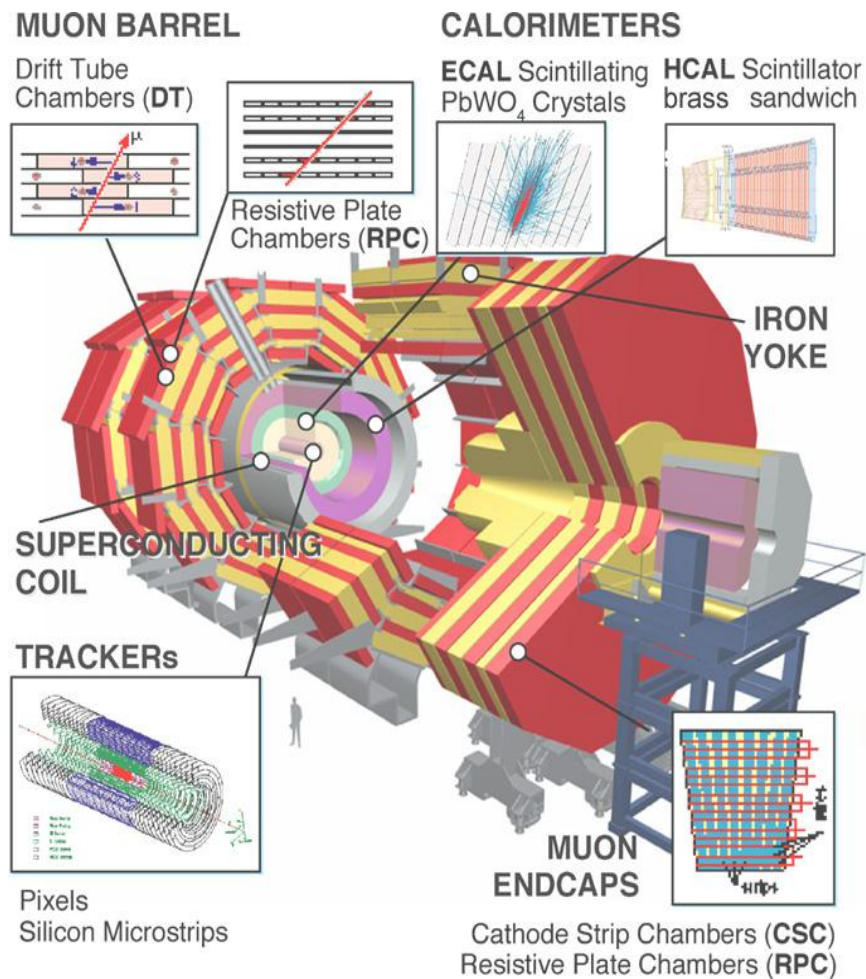 MUON BARREL
Drift Tube
Chambers (DT)
μ
Resistive Plate
Chambers (RPC)
CALORIMETERS
ECAL Scintillating
PbWO₄ Crystals
HCAL Scintillator
brass sandwich
IRON
YOKE
SUPERCONDUCTING
COIL
TRACKERs
Pixels
Silicon Microstrips
MUON
ENDCAPS
Cathode Strip Chambers (CSC)
Resistive Plate Chambers (RPC)